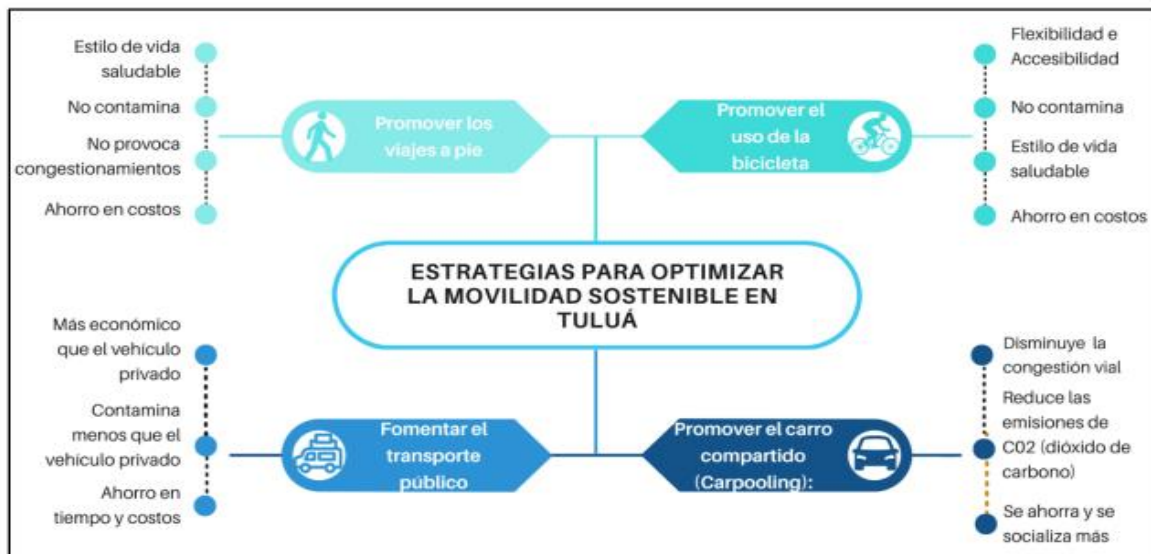 Estilo de vida
saludable
No contamina
No provoca
congestionamientos
Ahorro en costos
Promover los
viajes a pie
Promover el
uso de la
bicicleta
Flexibilidad e
Accesibilidad
No contamina
Estilo de vida
saludable
Ahorro en costos
ESTRATEGIAS PARA OPTIMIZAR
LA MOVILIDAD SOSTENIBLE EN
TULUÁ
Más económico
que el vehículo
privado
Contamina
menos que el
vehículo privado
Ahorro en
tiempo y costos
Fomentar el
transporte
público
Promover el carro
compartido
(Carpooling):
Disminuye la
congestión vial
Reduce las
emisiones de
C02 (dióxido de
carbono)
Se ahorra y se
socializa más